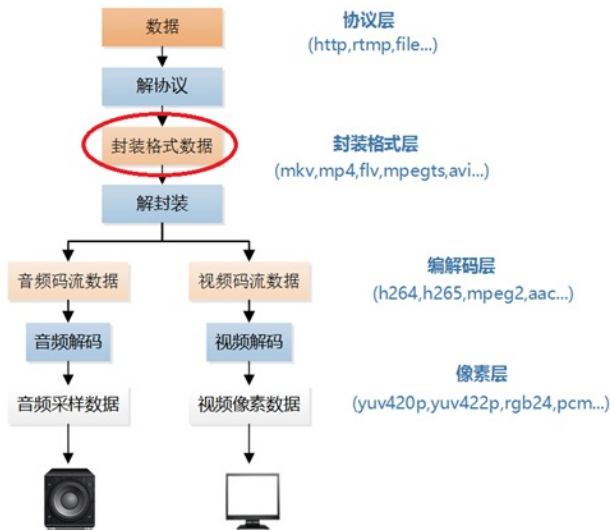 数据
协议层
(http,rtmp,file...)
解协议
封装格式数据
封装格式层
(mkv,mp4,flv,mpegts,avi...)
解封装
音频码流数据
视频码流数据
编解码层
(h264,h265,mpeg2,aac...)
音频解码
视频解码
像素层
(yuv420p,yuv422p,rgb24,pcm...)
音频采样数据
视频像素数据